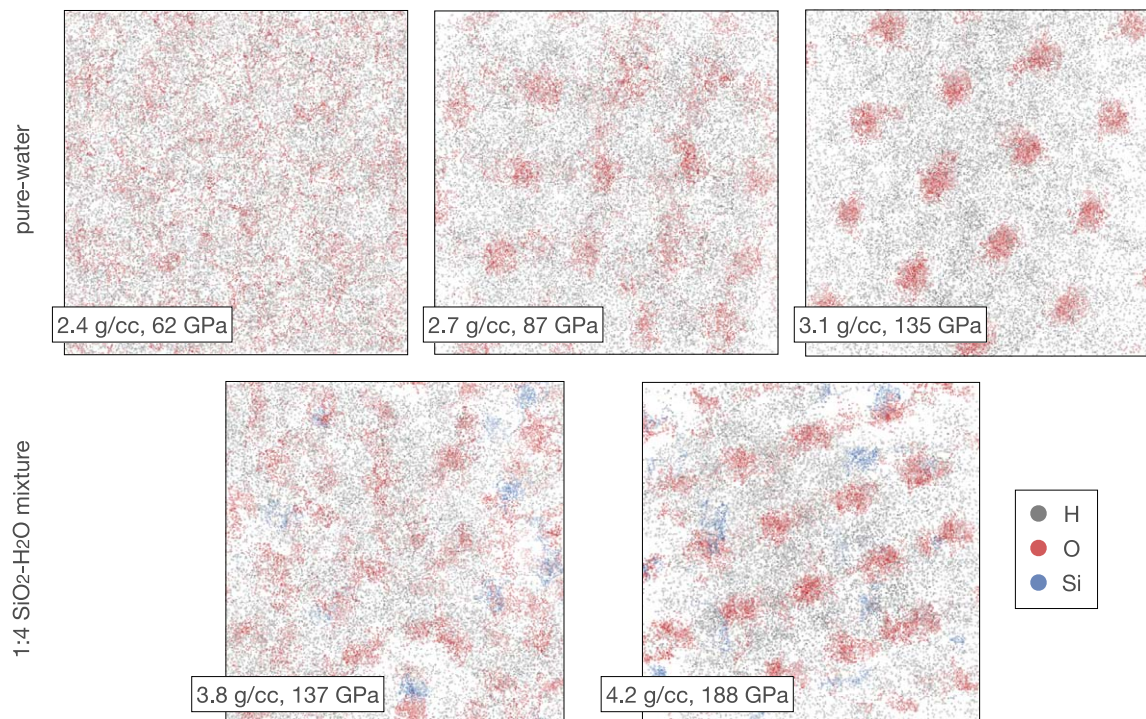 pure-water
2.4 g/cc, 62 GPa
2.7 g/cc, 87 GPa
3.1 g/cc, 135 GPa
1:4 SiO2-H2O mixture
3.8 g/cc, 137 GPa
4.2 g/cc, 188 GPa
H
O
Si